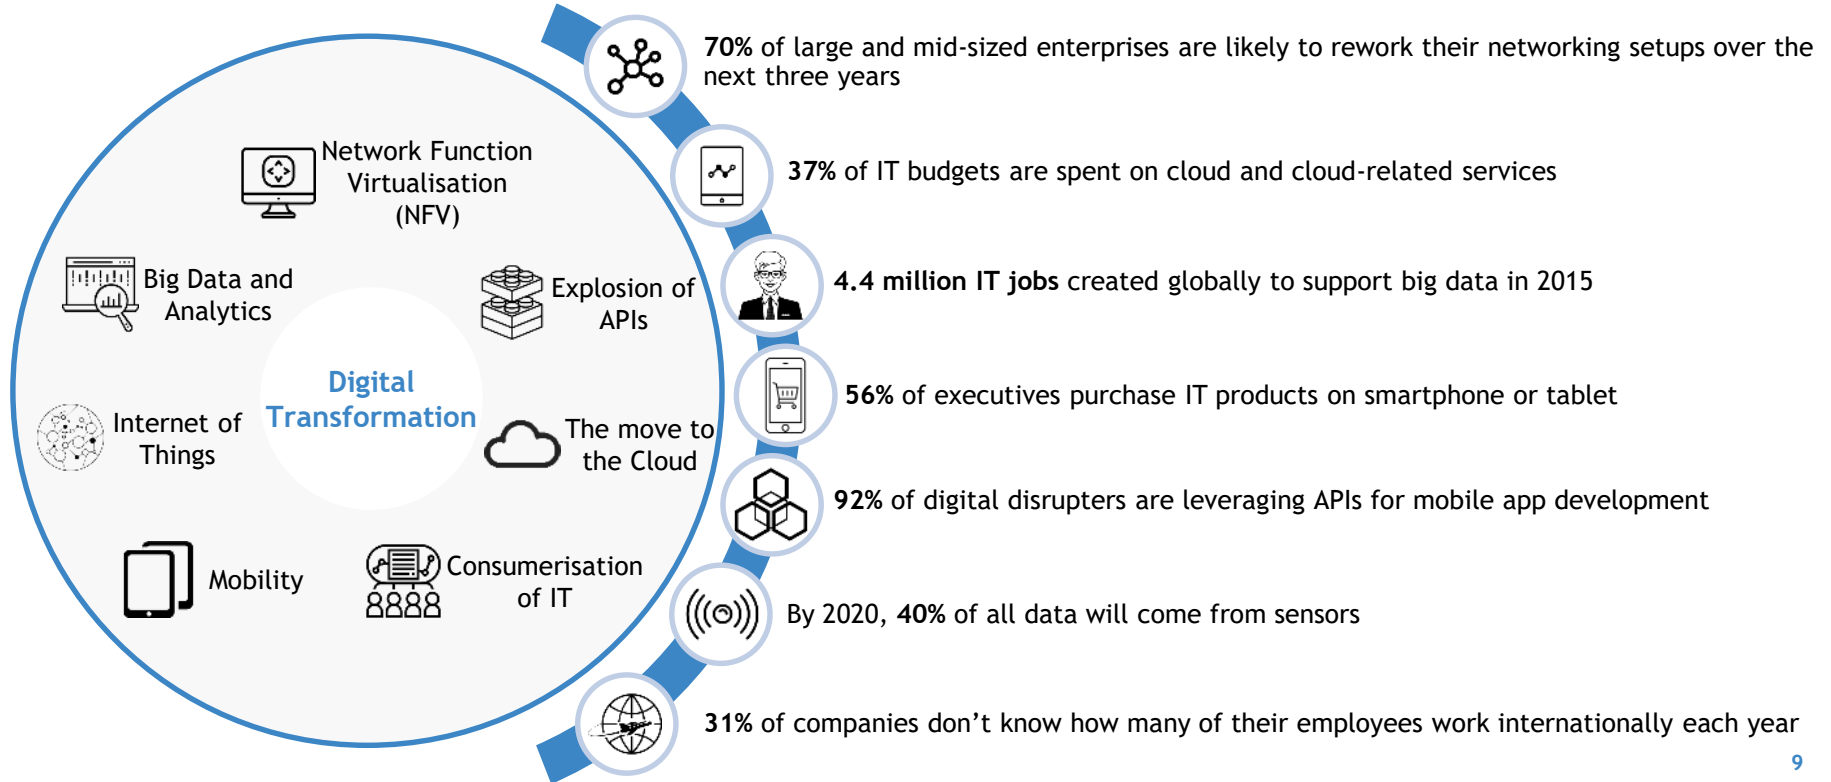 Network Function
Virtualisation
(NFV)
Big Data and
Analytics
Explosion of
APIs
Digital
Transformation
Internet of
Things
The move to
the Cloud
Mobility
Consumerisation
of IT
70% of large and mid-sized enterprises are likely to rework their networking setups over the
next three years
37% of IT budgets are spent on cloud and cloud-related services
4.4 million IT jobs created globally to support big data in 2015
56% of executives purchase IT products on smartphone or tablet
92% of digital disrupters are leveraging APIs for mobile app development
By 2020, 40% of all data will come from sensors
31% of companies don’t know how many of their employees work internationally each year
9